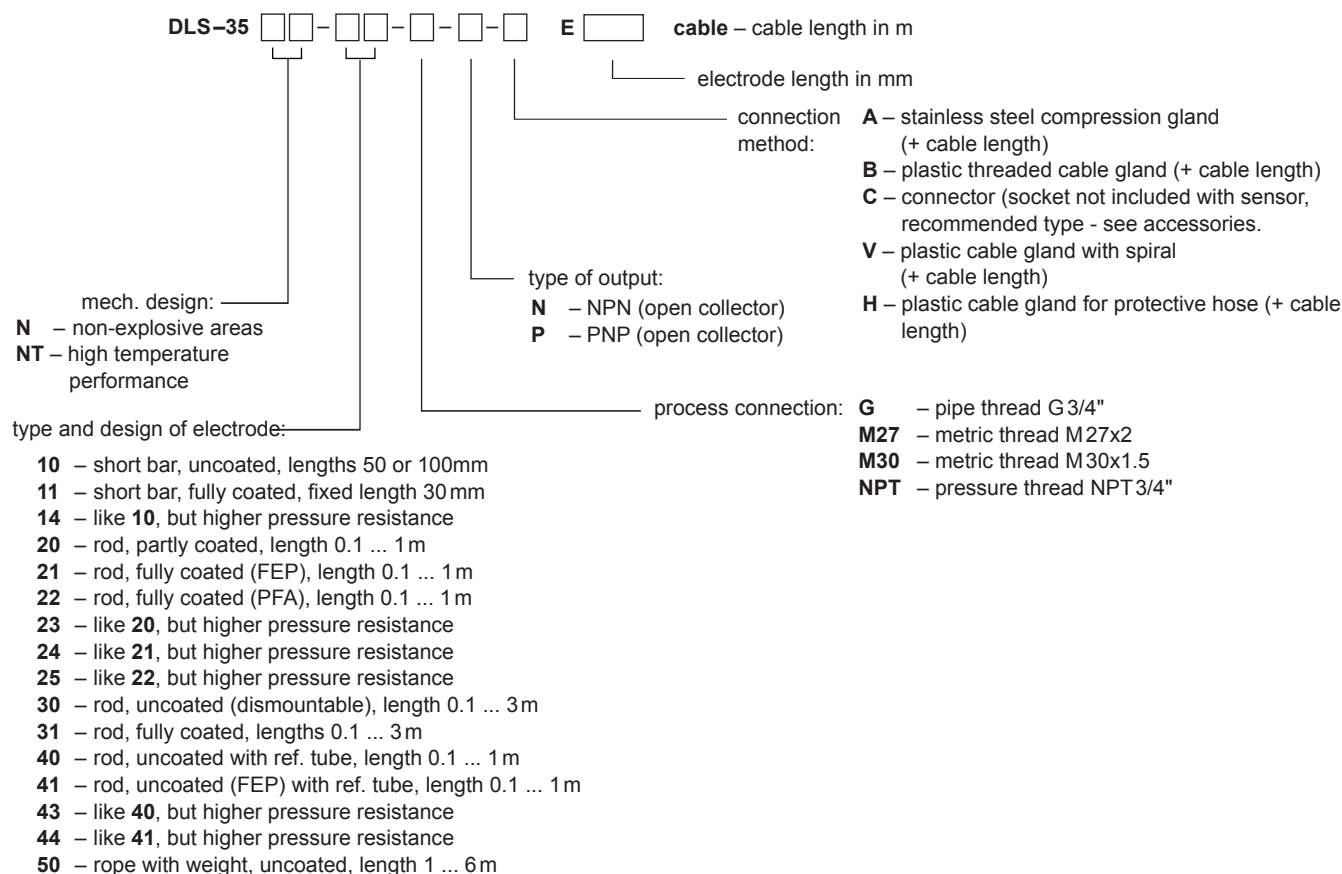 DLS–35 – – – – E cable – cable length in m
electrode length in mm
connection method:
A – stainless steel compression gland
(+ cable length)
B – plastic threaded cable gland (+ cable length)
C – connector (socket not included with sensor,
recommended type - see accessories.
V – plastic cable gland with spiral
(+ cable length)
H – plastic cable gland for protective hose (+ cable
length)
type of output:
N – NPN (open collector)
P – PNP (open collector)
mech. design:
N – non-explosive areas
NT – high temperature
performance
process connection: G – pipe thread G 3/4"
M27 – metric thread M 27x2
M30 – metric thread M 30x1.5
NPT – pressure thread NPT 3/4"
type and design of electrode:
10 – short bar, uncoated, lengths 50 or 100mm
11 – short bar, fully coated, fixed length 30 mm
14 – like 10, but higher pressure resistance
20 – rod, partly coated, length 0.1 ... 1 m
21 – rod, fully coated (FEP), length 0.1 ... 1 m
22 – rod, fully coated (PFA), length 0.1 ... 1 m
23 – like 20, but higher pressure resistance
24 – like 21, but higher pressure resistance
25 – like 22, but higher pressure resistance
30 – rod, uncoated (dismountable), length 0.1 ... 3 m
31 – rod, fully coated, lengths 0.1 ... 3 m
40 – rod, uncoated with ref. tube, length 0.1 ... 1 m
41 – rod, uncoated (FEP) with ref. tube, length 0.1 ... 1 m
43 – like 40, but higher pressure resistance
44 – like 41, but higher pressure resistance
50 – rope with weight, uncoated, length 1 ... 6 m